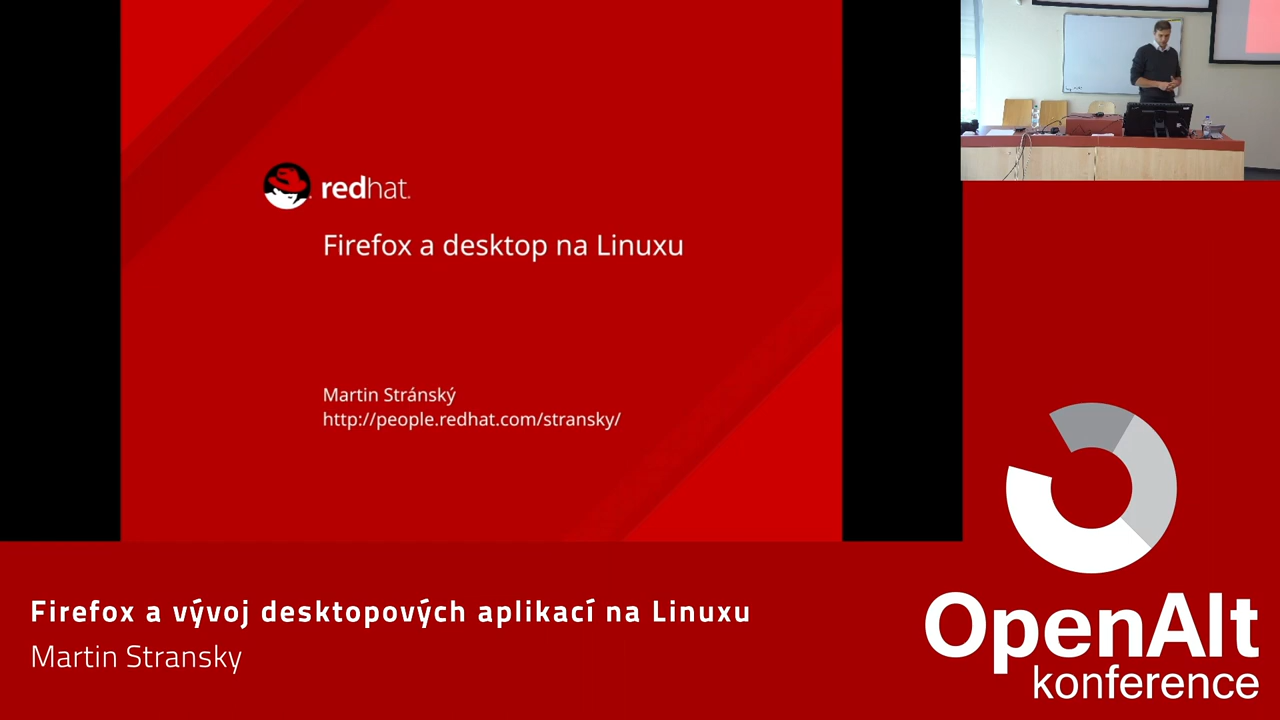 redhat.
Firefox a desktop na Linuxu
Martin Stránský
http://people.redhat.com/stransky/
Firefox a vývoj desktopových aplikací na Linuxu
Martin Stransky
OpenAlt
konference